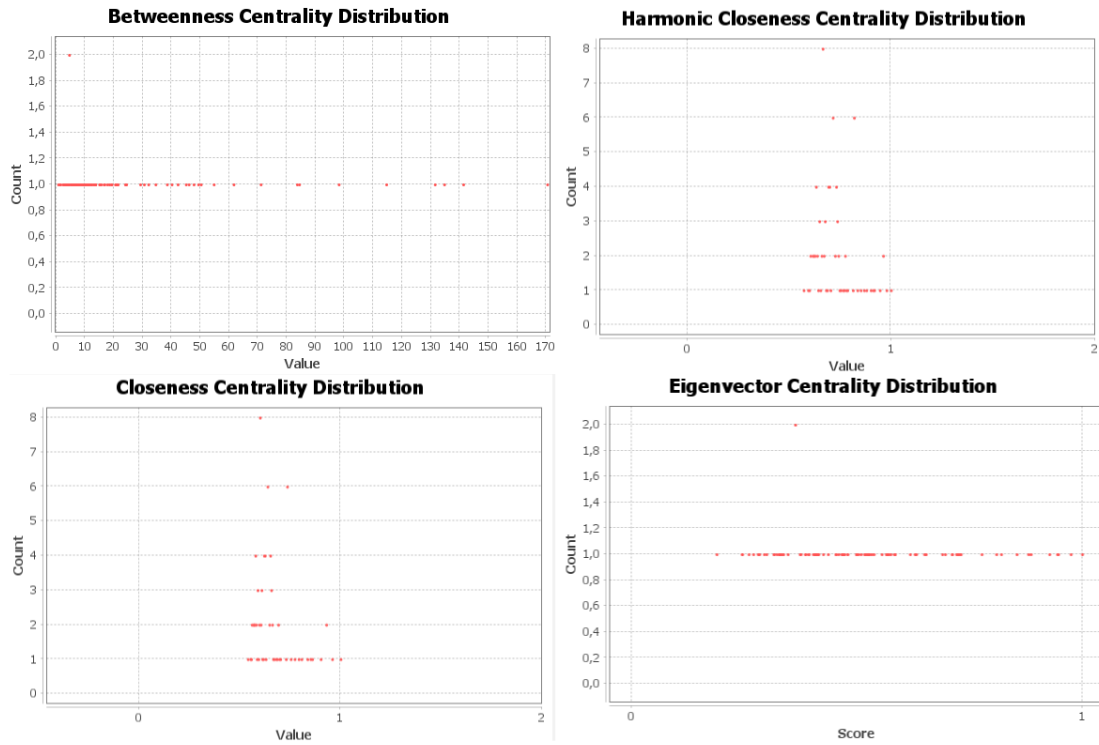 Betweenness Centrality Distribution
2,0
1,8
1,6
1,4
1,2
1,0
0,8
0,6
0,4
0,2
0,0
Count
0 10 20 30 40 50 60 70 80 90 100 110 120 130 140 150 160 170
Value
Harmonic Closeness Centrality Distribution
8
7
6
5
4
3
2
1
0
Count
0 1 2
Value
Closeness Centrality Distribution
8
7
6
5
4
3
2
1
0
Count
0 1 2
Value
Eigenvector Centrality Distribution
2,0
1,8
1,6
1,4
1,2
1,0
0,8
0,6
0,4
0,2
0,0
Count
0 1
Score